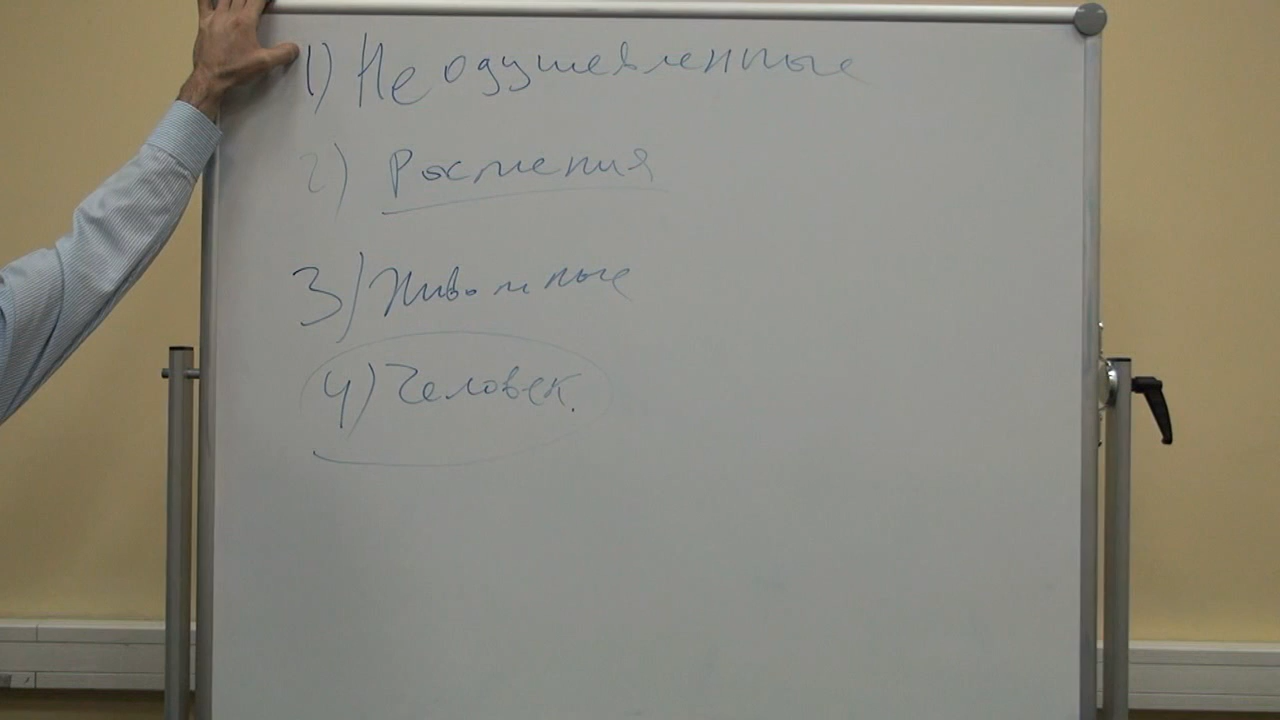 1) Неодушевленные
2) Растения
3) Животные
4) Человек.